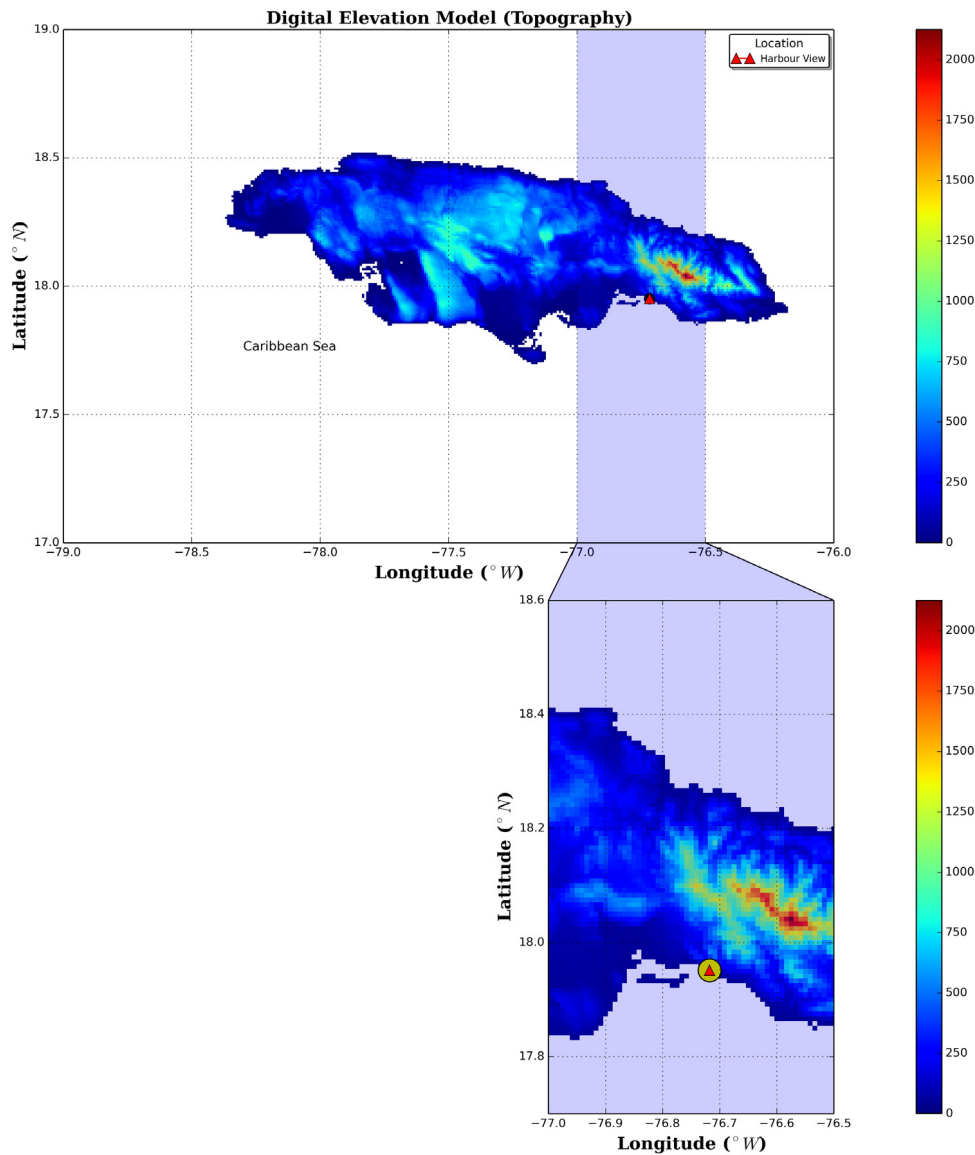 Digital Elevation Model (Topography)
19.0
18.5
18.0
17.5
17.0
Latitude (°N)
Location
Harbour View
Caribbean Sea
−79.0 −78.5 −78.0 −77.5 −77.0 −76.5 −76.0
Longitude (°W)
2000
1750
1500
1250
1000
750
500
250
0
18.6
18.4
18.2
18.0
17.8
Latitude (°N)
−77.0 −76.9 −76.8 −76.7 −76.6 −76.5
Longitude (°W)
2000
1750
1500
1250
1000
750
500
250
0